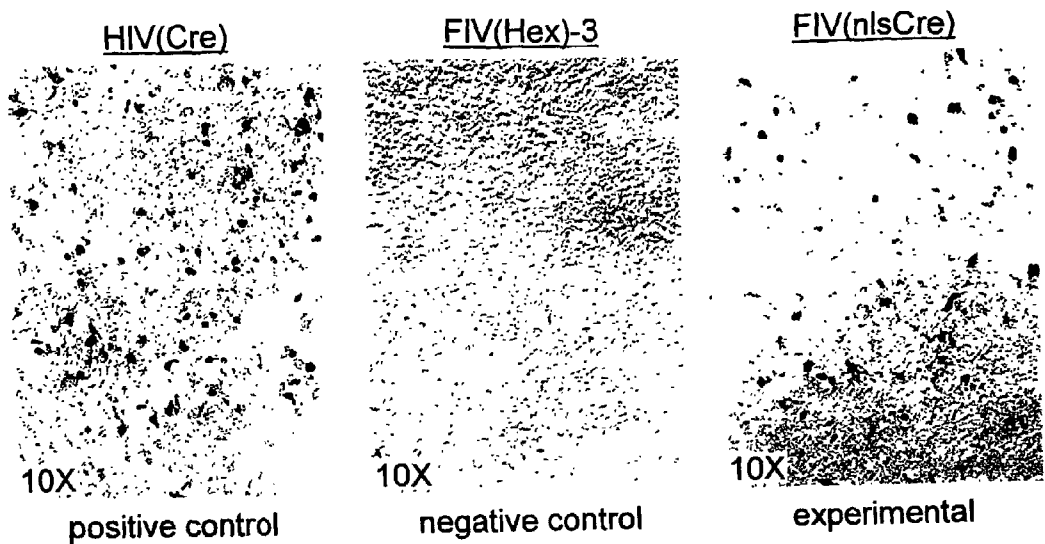 HIV(Cre)
FIV(Hex)-3
FIV(nlsCre)
10X
10X
10X
positive control
negative control
experimental